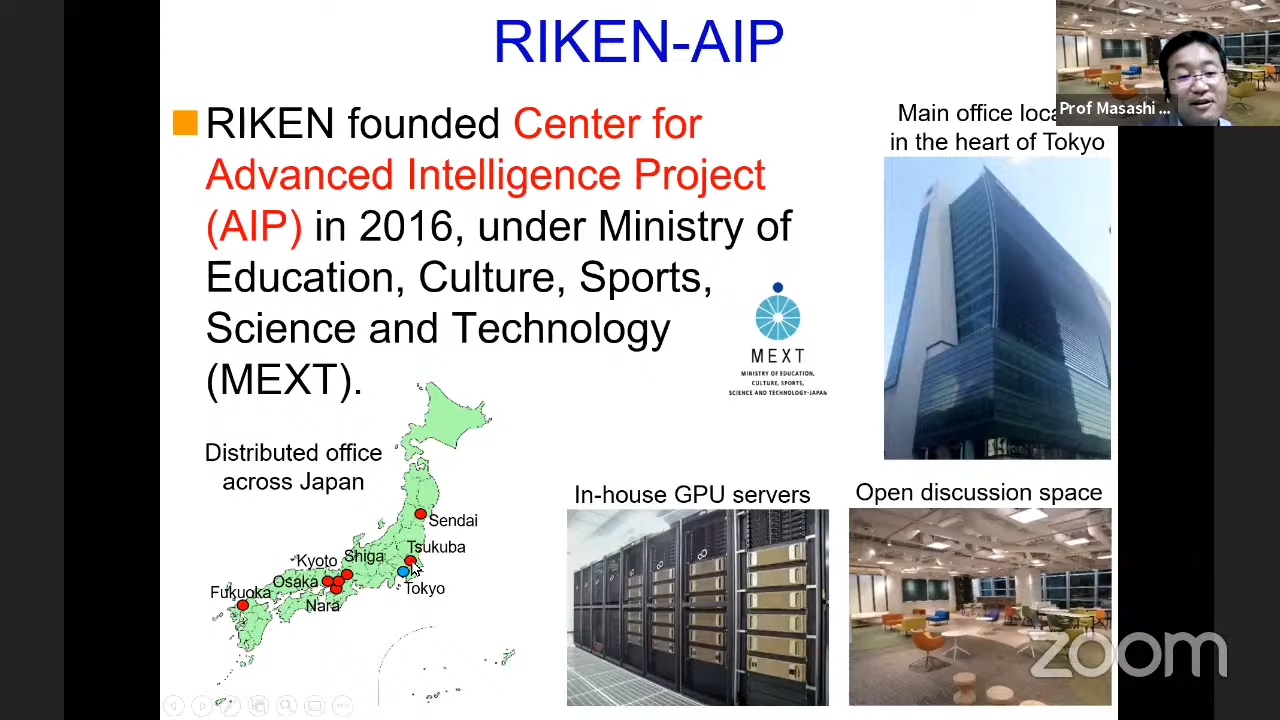 RIKEN-AIP
RIKEN founded Center for
Advanced Intelligence Project
(AIP) in 2016, under Ministry of
Education, Culture, Sports,
Science and Technology
(MEXT).
MEXT
MINISTRY OF EDUCATION,
CULTURE, SPORTS,
SCIENCE AND TECHNOLOGY-JAPAN
Prof Masashi ...
Main office
in the heart of Tokyo
Distributed office
across Japan
Sendai
Tsukuba
Shiga
Kyoto
Osaka
Tokyo
Fukuoka
Nara
In-house GPU servers
Open discussion space
zoom